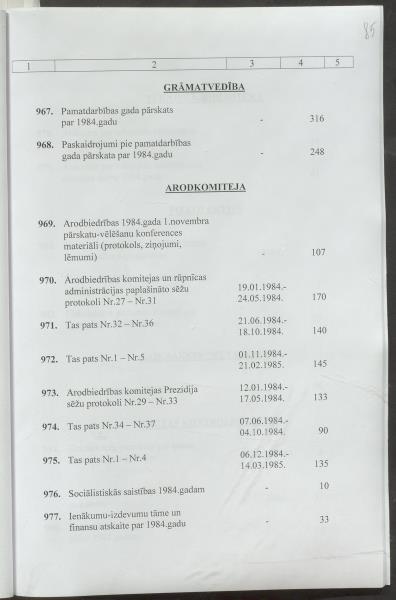 85
1 2 3 4 5
GRĀMATVEDĪBA
967. Pamatdarbības gada pārskats
par 1984.gadu - 316
968. Paskaidrojumi pie pamatdarbības
gada pārskata par 1984.gadu - 248
ARODKOMITEJA
969. Arodbiedrības 1984.gada 1.novembra
pārskatu-vēlēšanu konferences
materiāli (protokols, ziņojumi,
lēmumi) - 107
970. Arodbiedrības komitejas un rūpnīcas
administrācijas paplašināto sēžu 19.01.1984.-
protokoli Nr.27 – Nr.31 24.05.1984. 170
971. Tas pats Nr.32 – Nr.36 21.06.1984.-
18.10.1984. 140
972. Tas pats Nr.1 – Nr.5 01.11.1984.-
21.02.1985. 145
973. Arodbiedrības komitejas Prezidija 12.01.1984.-
sēžu protokoli Nr.29 – Nr.33 17.05.1984. 133
974. Tas pats Nr.34 – Nr.37 07.06.1984.-
04.10.1984. 90
975. Tas pats Nr.1 – Nr.4 06.12.1984.-
14.03.1985. 135
976. Sociālistiskās saistības 1984.gadam - 10
977. Ienākumu-izdevumu tāme un
finansu atskaite par 1984.gadu - 33